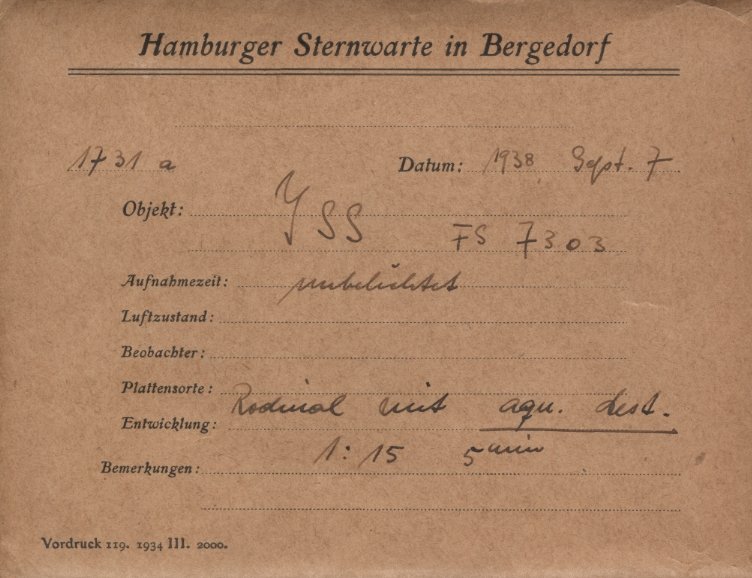 Hamburger Sternwarte in Bergedorf
1731 a Datum: 1938 Sept. 7
Objekt: YSS
FS 7303
Aufnahmezeit: unbelichtet
Luftzustand:
Beobachter:
Plattensorte:
Entwicklung: Rodinal mit aqu. dest.
1:15 5 min
Bemerkungen:
Vordruck 119. 1934 III. 2000.